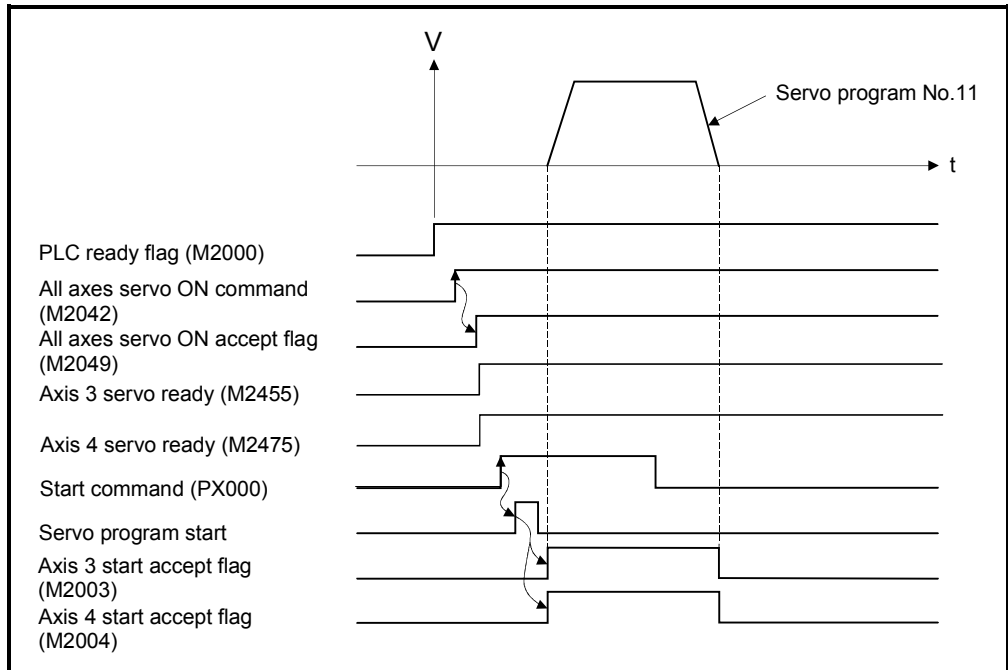 V
Servo program No.11
t
PLC ready flag (M2000)
All axes servo ON command
(M2042)
All axes servo ON accept flag
(M2049)
Axis 3 servo ready (M2455)
Axis 4 servo ready (M2475)
Start command (PX000)
Servo program start
Axis 3 start accept flag
(M2003)
Axis 4 start accept flag
(M2004)